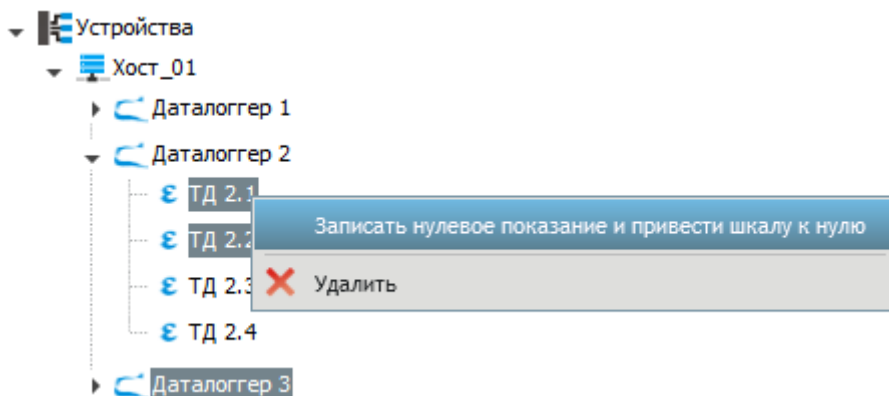 Устройства
Хост_01
Даталоггер 1
Даталоггер 2
ТД 2.1
Записать нулевое показание и привести шкалу к нулю
ТД 2.2
ТД 2.3
Удалить
ТД 2.4
Даталоггер 3